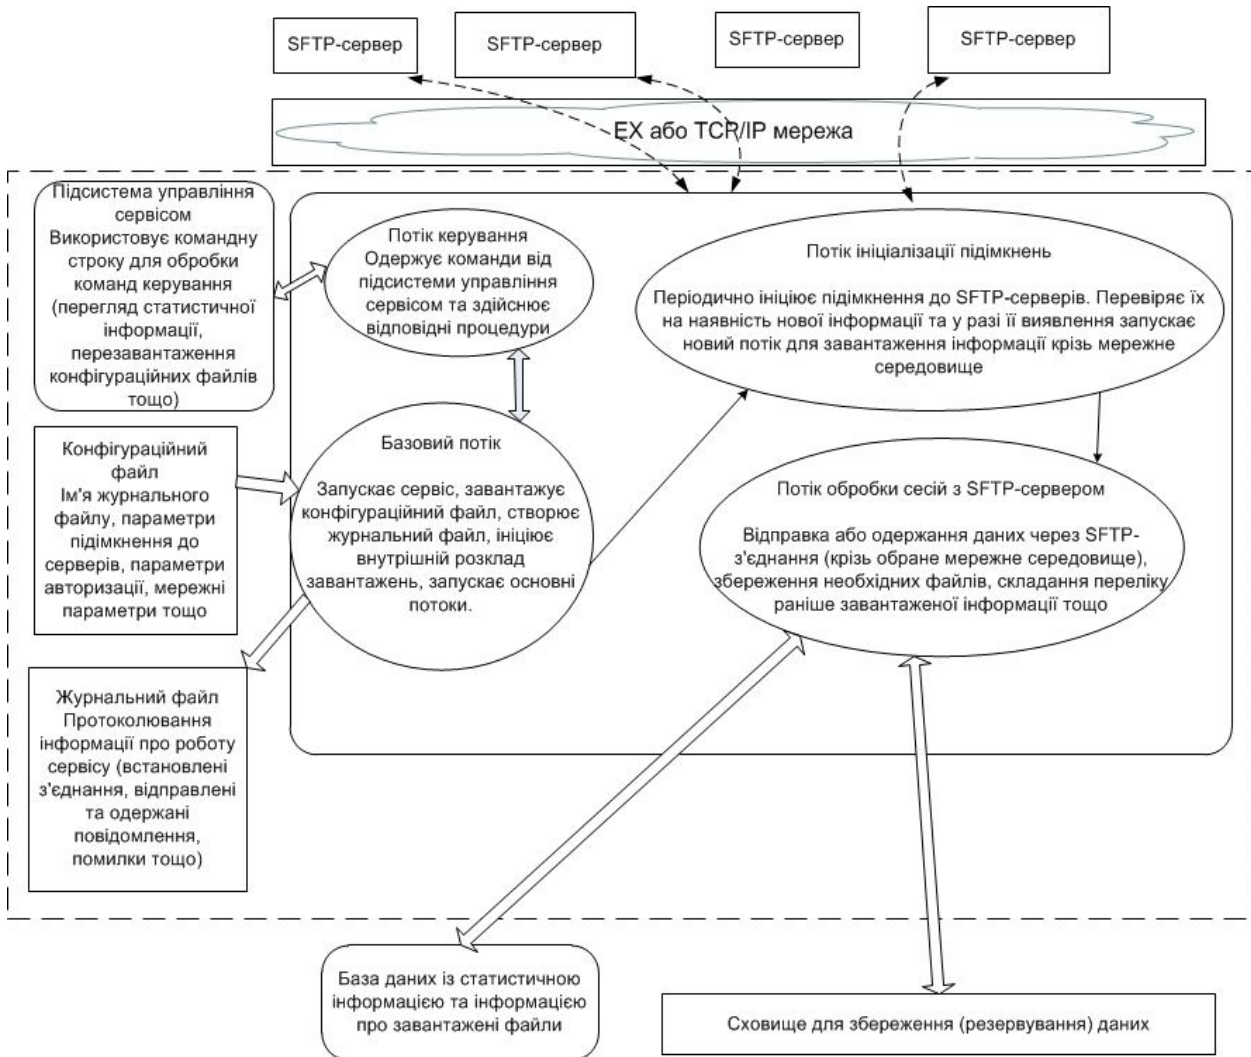 SFTP-сервер
SFTP-сервер
SFTP-сервер
SFTP-сервер
EX або TCP/IP мережа
Підсистема управління
сервісом
Використовує командну
строку для обробки
команд керування
(перегляд статистичної
інформації,
перезавантаження
конфігураційних файлів
тощо)
Потік керування
Одержує команди від
підсистеми управління
сервісом та здійснює
відповідні процедури
Потік ініціалізації підімкнень
Періодично ініціює підімкнення до SFTP-серверів. Перевіряє їх
на наявність нової інформації та у разі її виявлення запускає
новий потік для завантаження інформації крізь мережне
середовище
Конфігураційний
файл
Ім'я журнального
файлу, параметри
підімкнення до
серверів, параметри
авторизації, мережні
параметри тощо
Базовий потік
Запускає сервіс, завантажує
конфігураційний файл, створює
журнальний файл, ініціює
внутрішній розклад
завантажень, запускає основні
потоки.
Потік обробки сесій з SFTP-сервером
Відправка або одержання даних через SFTP-
з'єднання (крізь обране мережне середовище),
збереження необхідних файлів, складання переліку
раніше завантаженої інформації тощо
Журнальний файл
Протоколювання
інформації про роботу
сервісу (встановлені
з'єднання, відправлені
та одержані
повідомлення,
помилки тощо)
База даних із статистичною
інформацією та інформацією
про завантажені файли
Сховище для збереження (резервування) даних